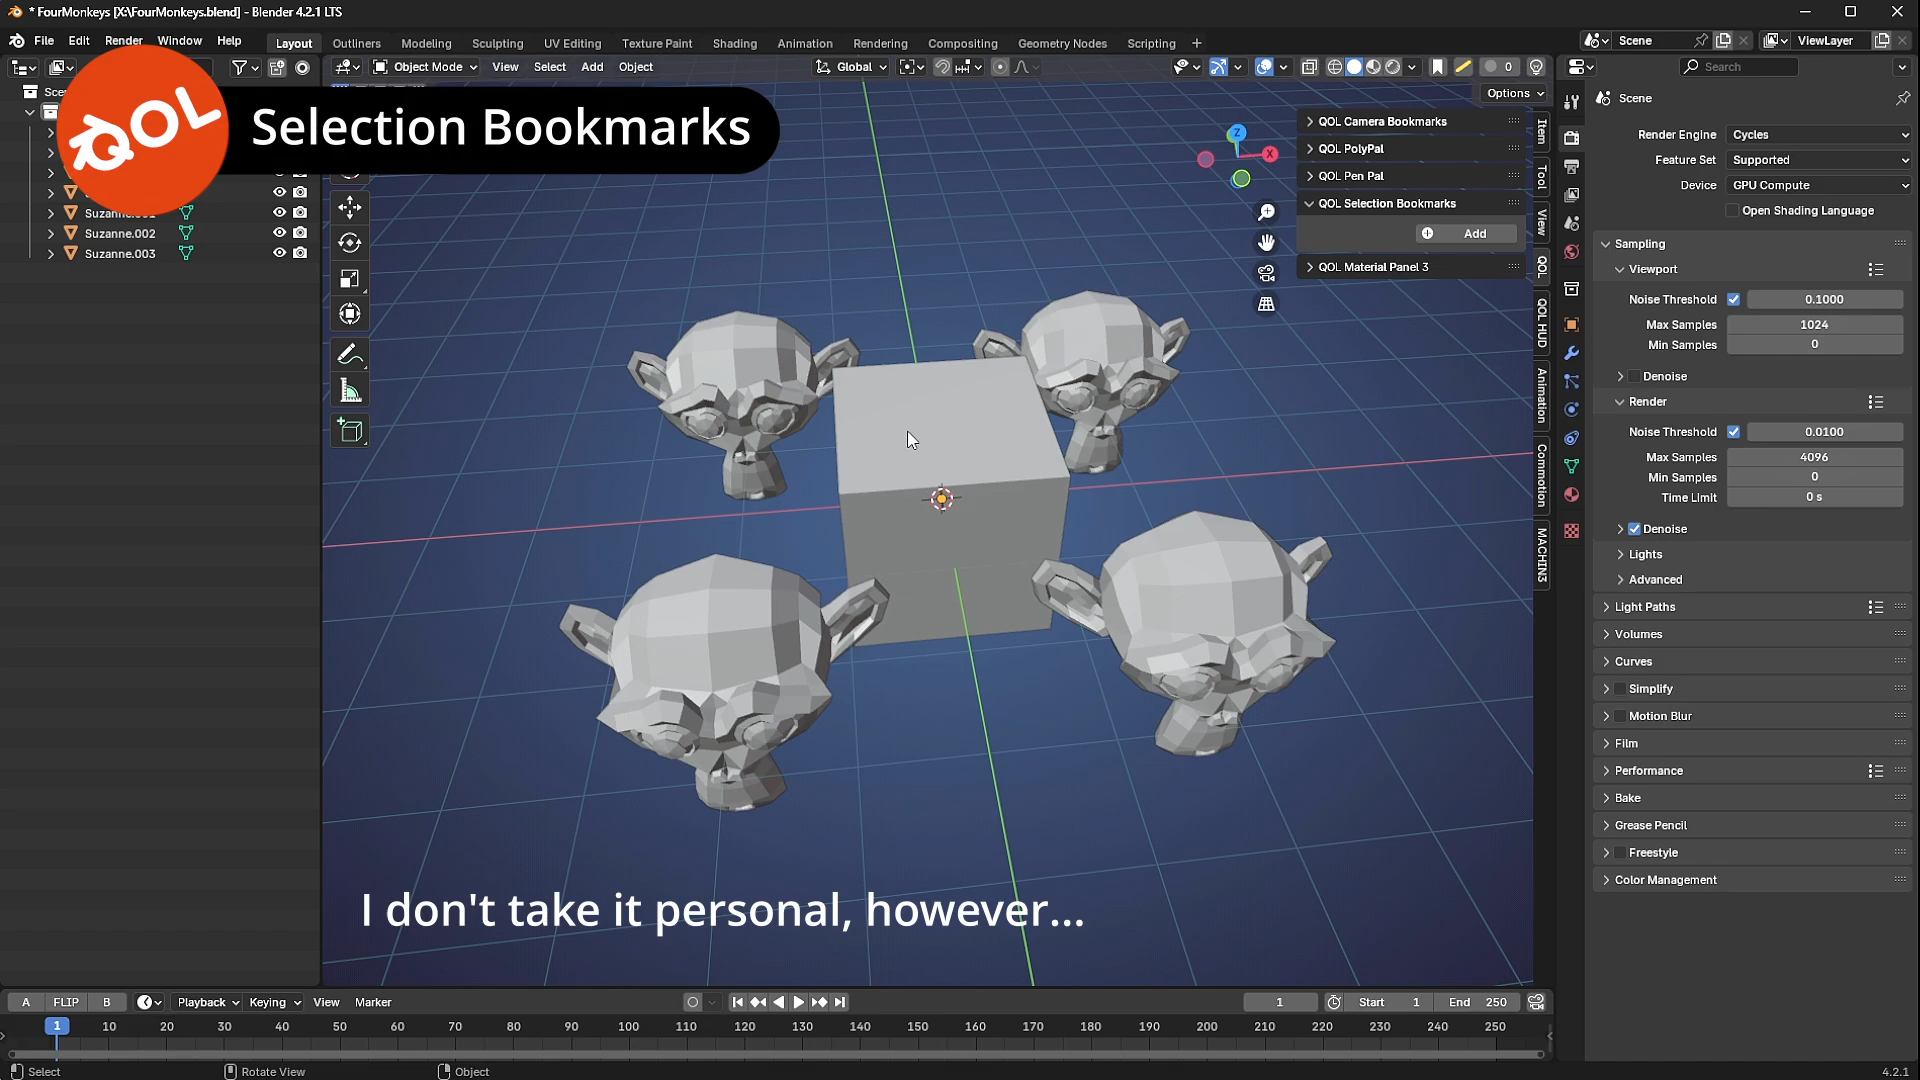 * FourMonkeys [X:\FourMonkeys.blend] - Blender 4.2.1 LTS
File Edit Render Window Help Layout Outliners Modeling Sculpting UV Editing Texture Paint Shading Animation Rendering Compositing Geometry Nodes Scripting +
Scene ViewLayer
Object Mode View Select Add Object Global 0 Search
Options
QOL
Selection Bookmarks
Suzanne.002
Suzanne.003
Z
X
QOL Camera Bookmarks
QOL PolyPal
QOL Pen Pal
QOL Selection Bookmarks
Add
QOL Material Panel 3
Item
Tool
View
QOL
QOL HUD
Animation
Commotion
MACHIN3
Scene
Render Engine Cycles
Feature Set Supported
Device GPU Compute
Open Shading Language
Sampling
Viewport
Noise Threshold 0.1000
Max Samples 1024
Min Samples 0
Denoise
Render
Noise Threshold 0.0100
Max Samples 4096
Min Samples 0
Time Limit 0 s
Denoise
Lights
Advanced
Light Paths
Volumes
Curves
Simplify
Motion Blur
Film
Performance
Bake
Grease Pencil
Freestyle
Color Management
I don't take it personal, however...
A FLIP B Playback Keying View Marker 1 Start 1 End 250
1 10 20 30 40 50 60 70 80 90 100 110 120 130 140 150 160 170 180 190 200 210 220 230 240 250
Select Rotate View Object 4.2.1